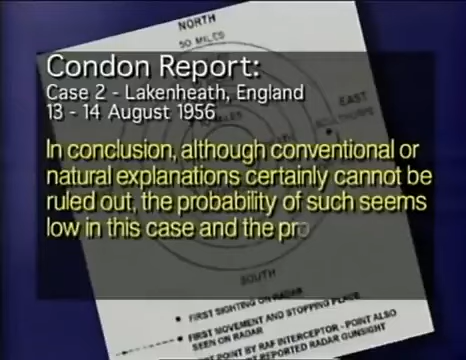 NORTH
50 MILES
Condon Report:
Case 2 - Lakenheath, England
13 - 14 August 1956
EAST
In conclusion, although conventional or
natural explanations certainly cannot be
ruled out, the probability of such seems
low in this case and the pro
SOUTH
• FIRST SIGHTING ON RADAR
• FIRST MOVEMENT AND STOPPING PLACE
SEEN ON RADAR
POINT BY RAF INTERCEPTOR - POINT ALSO
REPORTED RADAR GUNSIGHT